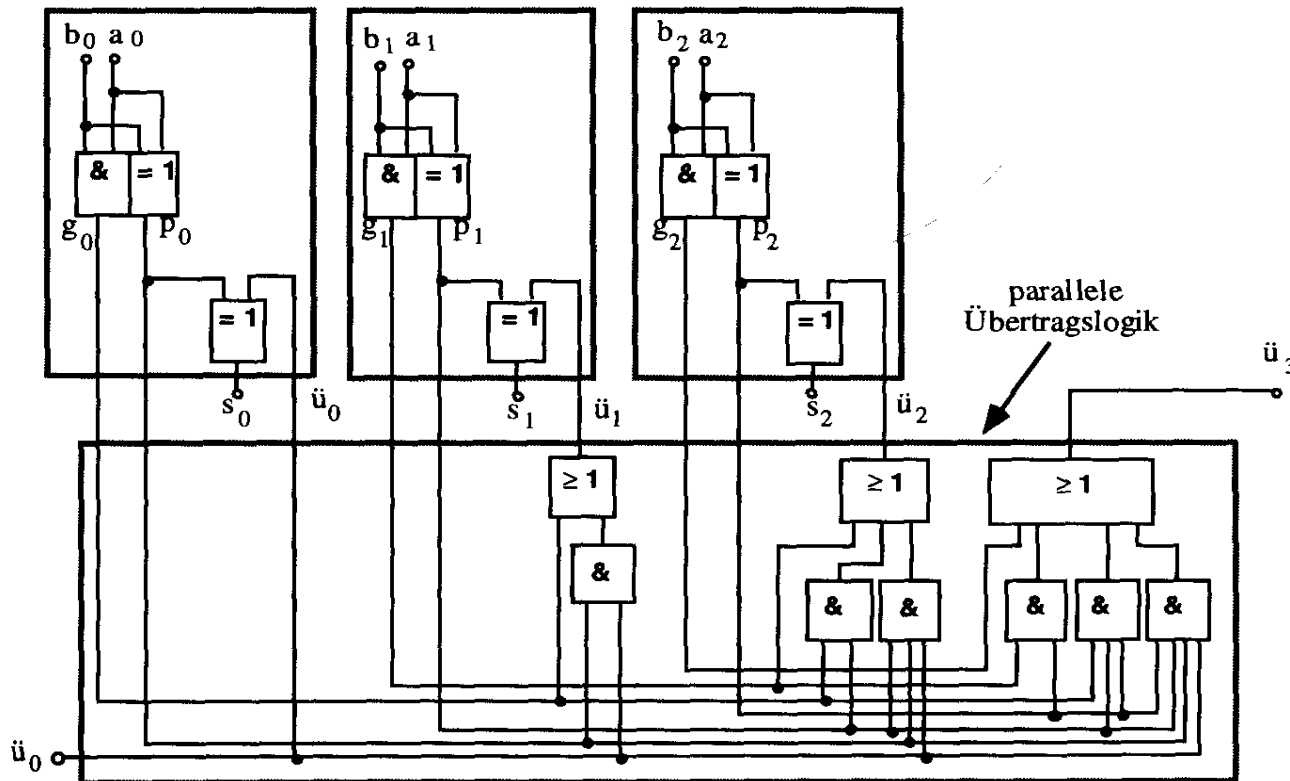 b0 a0 b1 a1 b2 a2
& = 1 & = 1 & = 1
g0 p0 g1 p1 g2 p2
= 1 = 1 = 1
parallele
Übertragslogik
ü3
s0 ü0 s1 ü1 s2 ü2
≥ 1 ≥ 1 ≥ 1
&
& & & & &
ü0